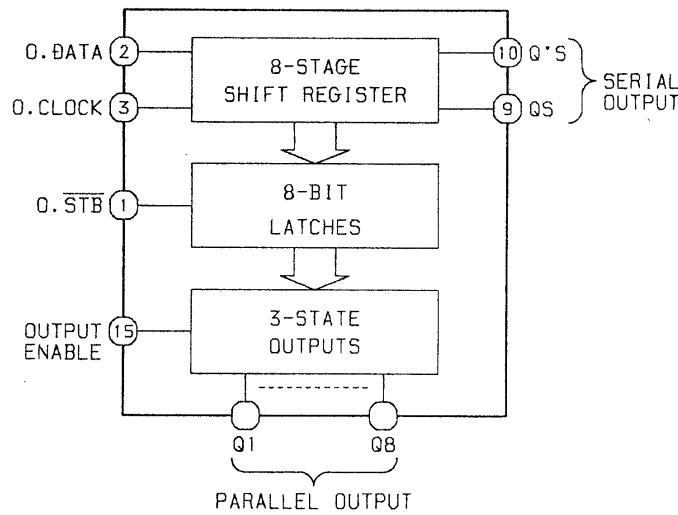 O.DATA 2
8-STAGE
SHIFT REGISTER
10 Q'S
O.CLOCK 3
9 QS
SERIAL
OUTPUT
O.STB 1
8-BIT
LATCHES
OUTPUT
ENABLE
15
3-STATE
OUTPUTS
Q1
Q8
PARALLEL OUTPUT